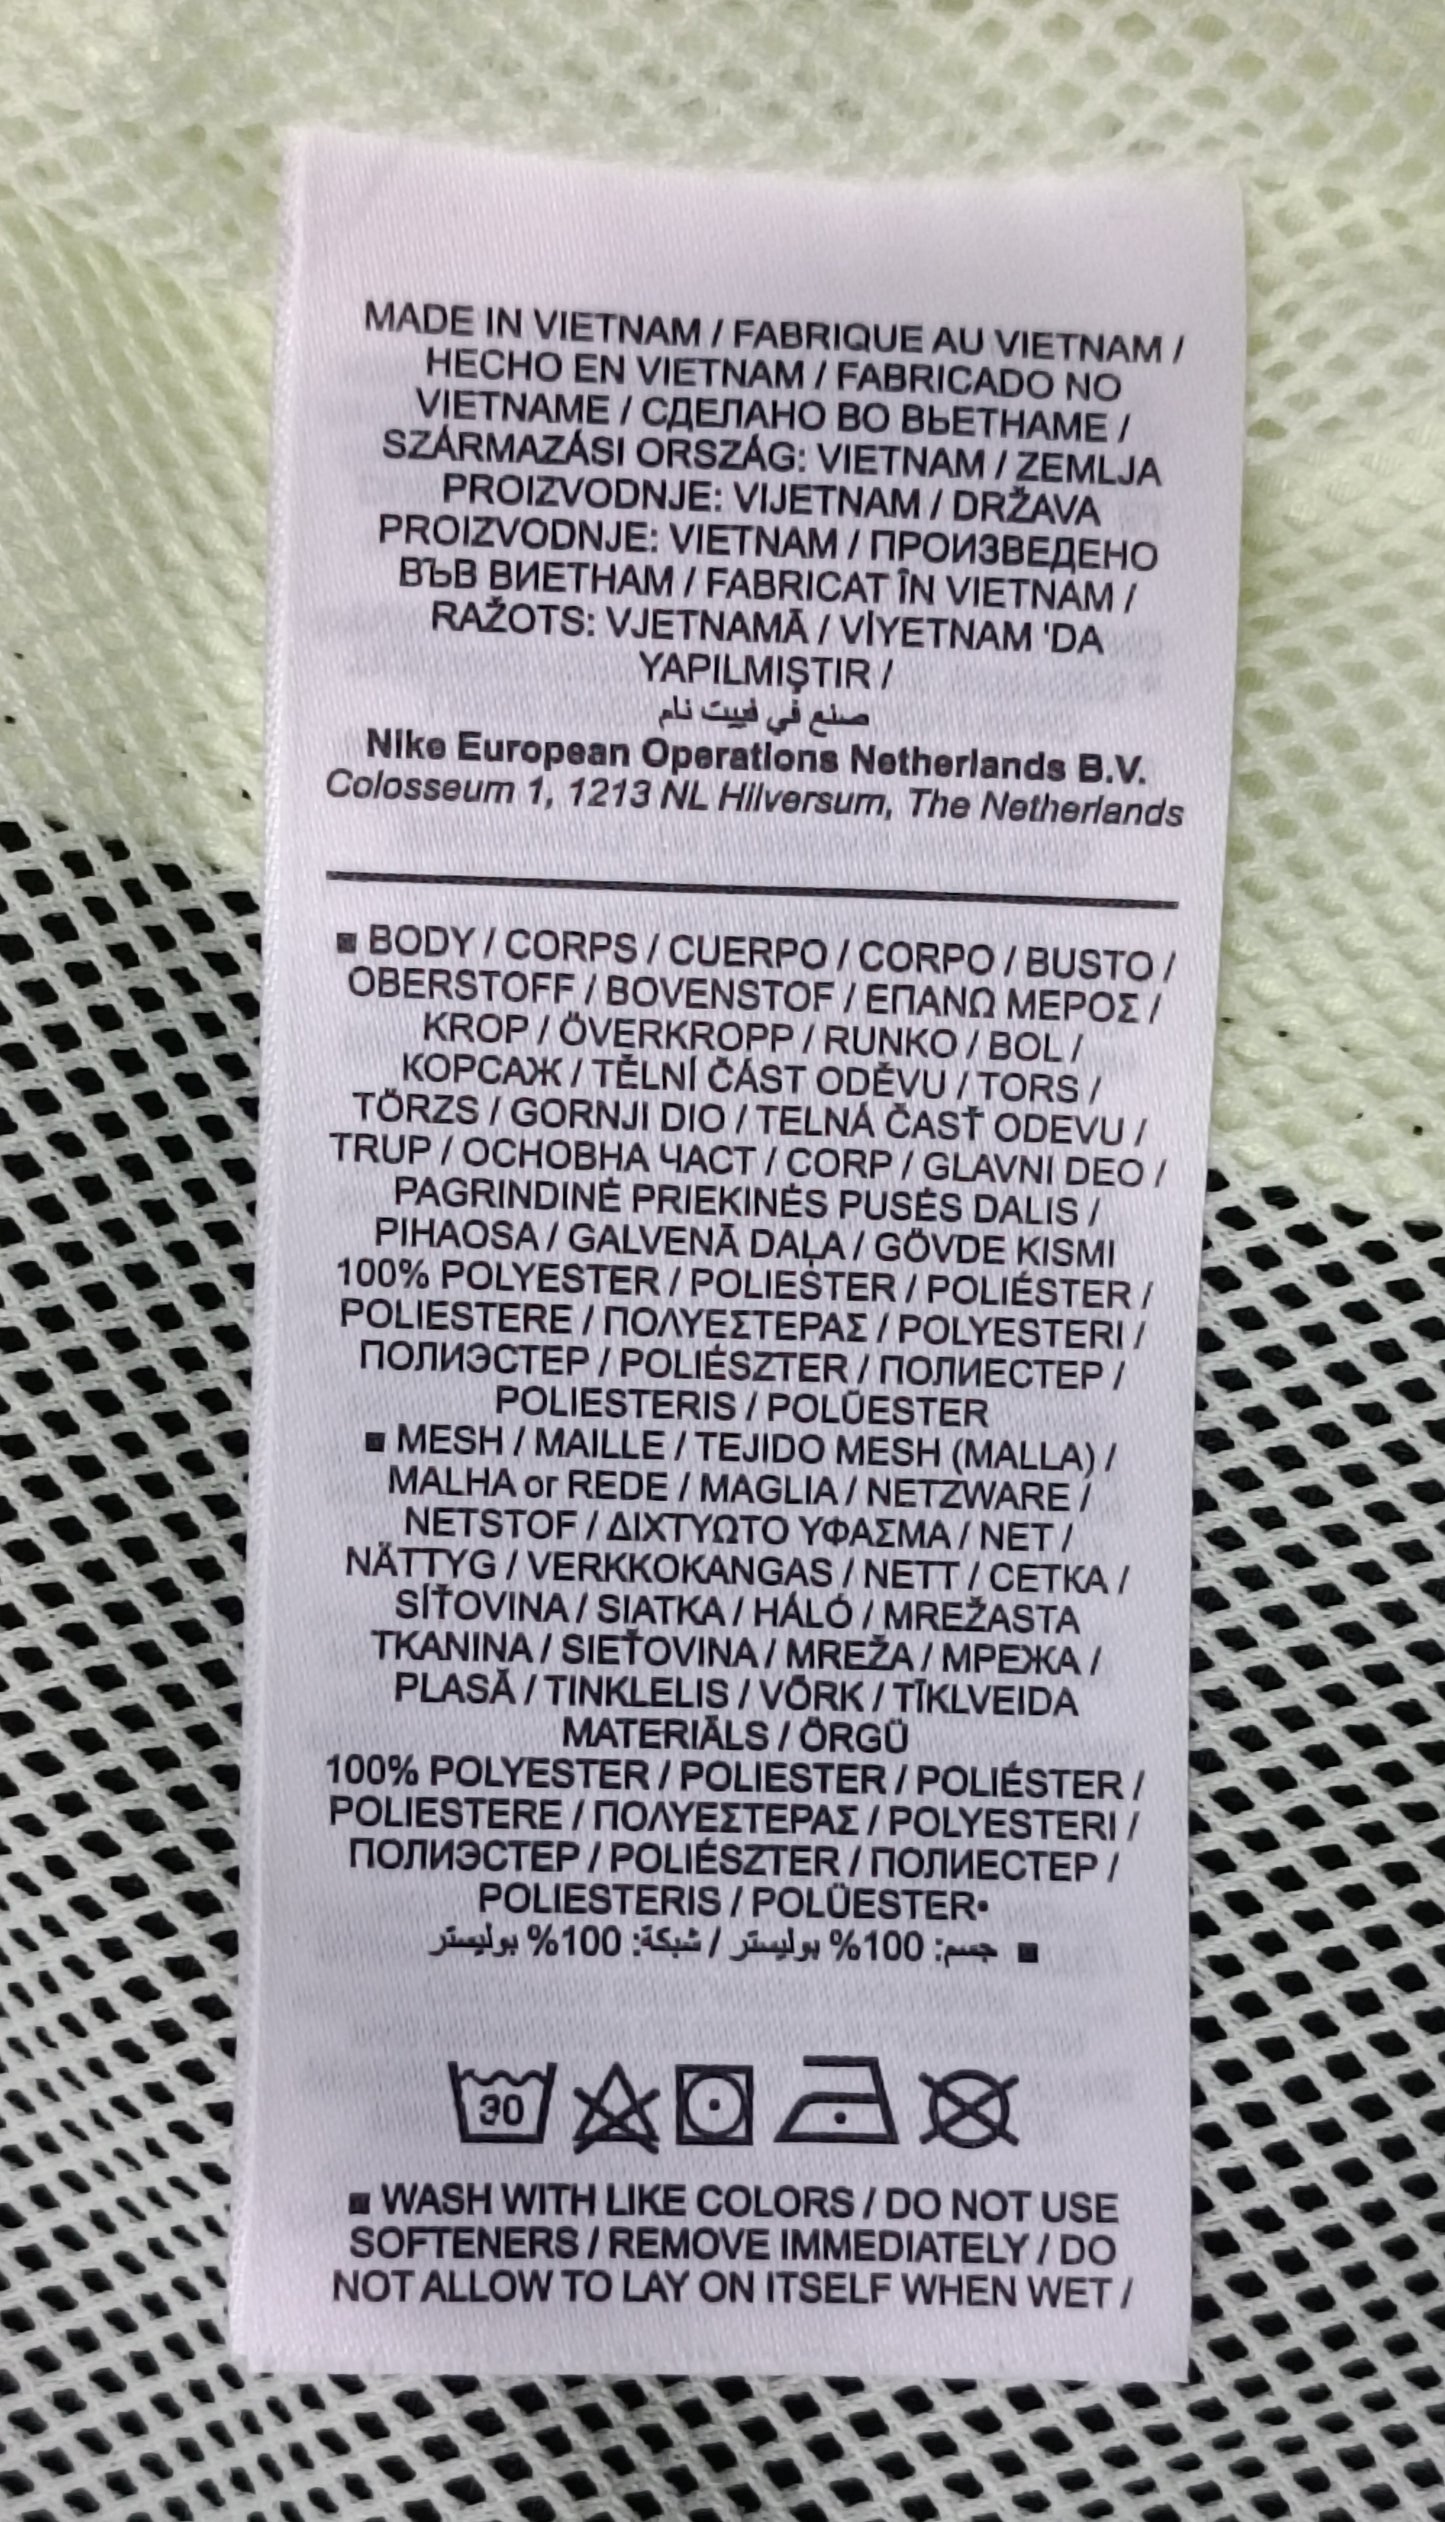 MADE IN VIETNAM / FABRIQUE AU VIETNAM /
HECHO EN VIETNAM / FABRICADO NO
VIETNAME / СДЕЛАНО ВО ВЬЕТНАМЕ /
SZÁRMAZÁSI ORSZÁG: VIETNAM / ZEMLJA
PROIZVODNJE: VIJETNAM / DRŽAVA
PROIZVODNJE: VIETNAM / ПРОИЗВЕДЕНО
ВЪВ ВИЕТНАМ / FABRICAT ÎN VIETNAM /
RAŽOTS: VJETNAMĀ / VİYETNAM 'DA
YAPILMIŞTIR /
صنع في فييت نام
Nike European Operations Netherlands B.V.
Colosseum 1, 1213 NL Hilversum, The Netherlands
■ BODY / CORPS / CUERPO / CORPO / BUSTO /
OBERSTOFF / BOVENSTOF / ΕΠΑΝΩ ΜΕΡΟΣ /
KROP / ÖVERKROPP / RUNKO / BOL /
КОРСАЖ / TĚLNÍ ČÁST ODĚVU / TORS /
TÖRZS / GORNJI DIO / TELNÁ ČASŤ ODEVU /
TRUP / ОСНОВНА ЧАСТ / CORP / GLAVNI DEO /
PAGRINDINĖ PRIEKINĖS PUSĖS DALIS /
PIHAOSA / GALVENĀ DAĻA / GÖVDE KISMI
100% POLYESTER / POLIESTER / POLIÉSTER /
POLIESTERE / ΠΟΛΥΕΣΤΕΡΑΣ / POLYESTERI /
ПОЛИЭСТЕР / POLIÉSZTER / ПОЛИЕСТЕР /
POLIESTERIS / POLÜESTER
■ MESH / MAILLE / TEJIDO MESH (MALLA) /
MALHA or REDE / MAGLIA / NETZWARE /
NETSTOF / ΔΙΧΤΥΩΤΟ ΥΦΑΣΜΑ / NET /
NÄTTYG / VERKKOKANGAS / NETT / СЕТКА /
SÍŤOVINA / SIATKA / HÁLÓ / MREŽASTA
TKANINA / SIEŤOVINA / MREŽA / МРЕЖА /
PLASĂ / TINKLELIS / VÕRK / TĪKLVEIDA
MATERIĀLS / ÖRGÜ
100% POLYESTER / POLIESTER / POLIÉSTER /
POLIESTERE / ΠΟΛΥΕΣΤΕΡΑΣ / POLYESTERI /
ПОЛИЭСТЕР / POLIÉSZTER / ПОЛИЕСТЕР /
POLIESTERIS / POLÜESTER•
■ جسم: 100% بوليستر / شبكة: 100% بوليستر
30
■ WASH WITH LIKE COLORS / DO NOT USE
SOFTENERS / REMOVE IMMEDIATELY / DO
NOT ALLOW TO LAY ON ITSELF WHEN WET /